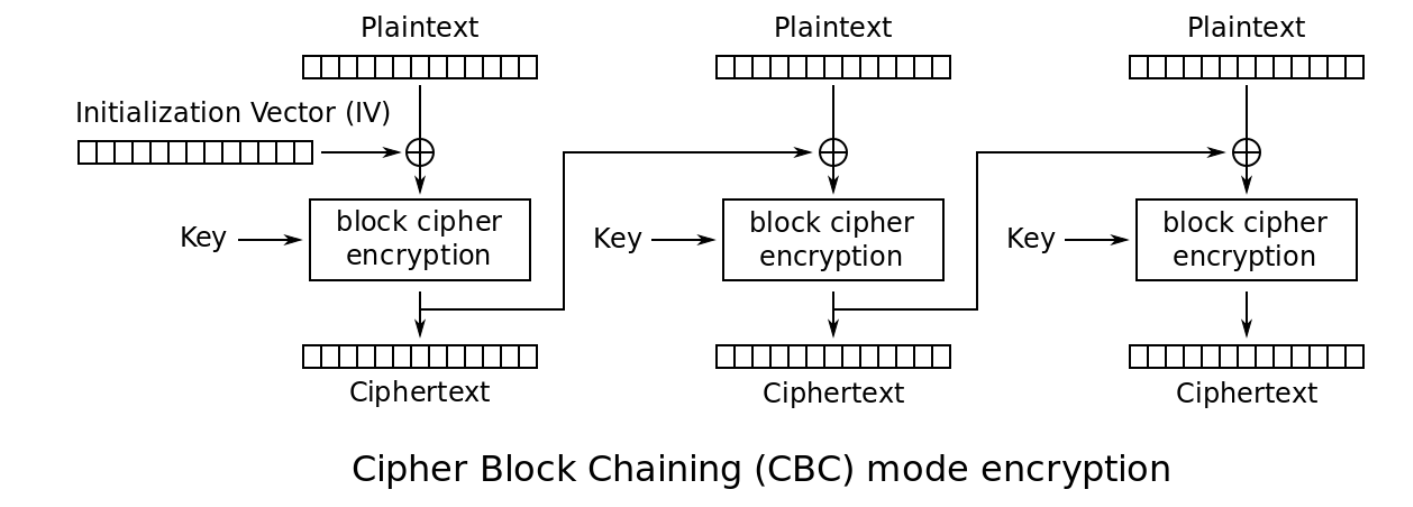 Plaintext
Plaintext
Plaintext
Initialization Vector (IV)
Key
block cipher
encryption
Key
block cipher
encryption
Key
block cipher
encryption
Ciphertext
Ciphertext
Ciphertext
Cipher Block Chaining (CBC) mode encryption